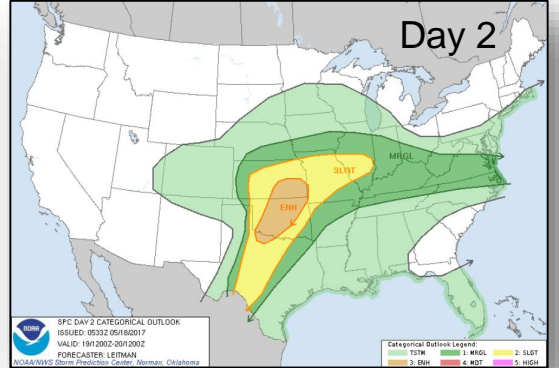 Day 2
MRGL
SLGT
ENH
NOAA
SPC DAY 2 CATEGORICAL OUTLOOK
ISSUED: 0533Z 05/18/2017
VALID: 19/1200Z-20/1200Z
FORECASTER: LEITMAN
NOAA/NWS Storm Prediction Center, Norman, Oklahoma
Categorical Outlook Legend:
TSTM 1: MRGL 2: SLGT
3: ENH 4: MDT 5: HIGH